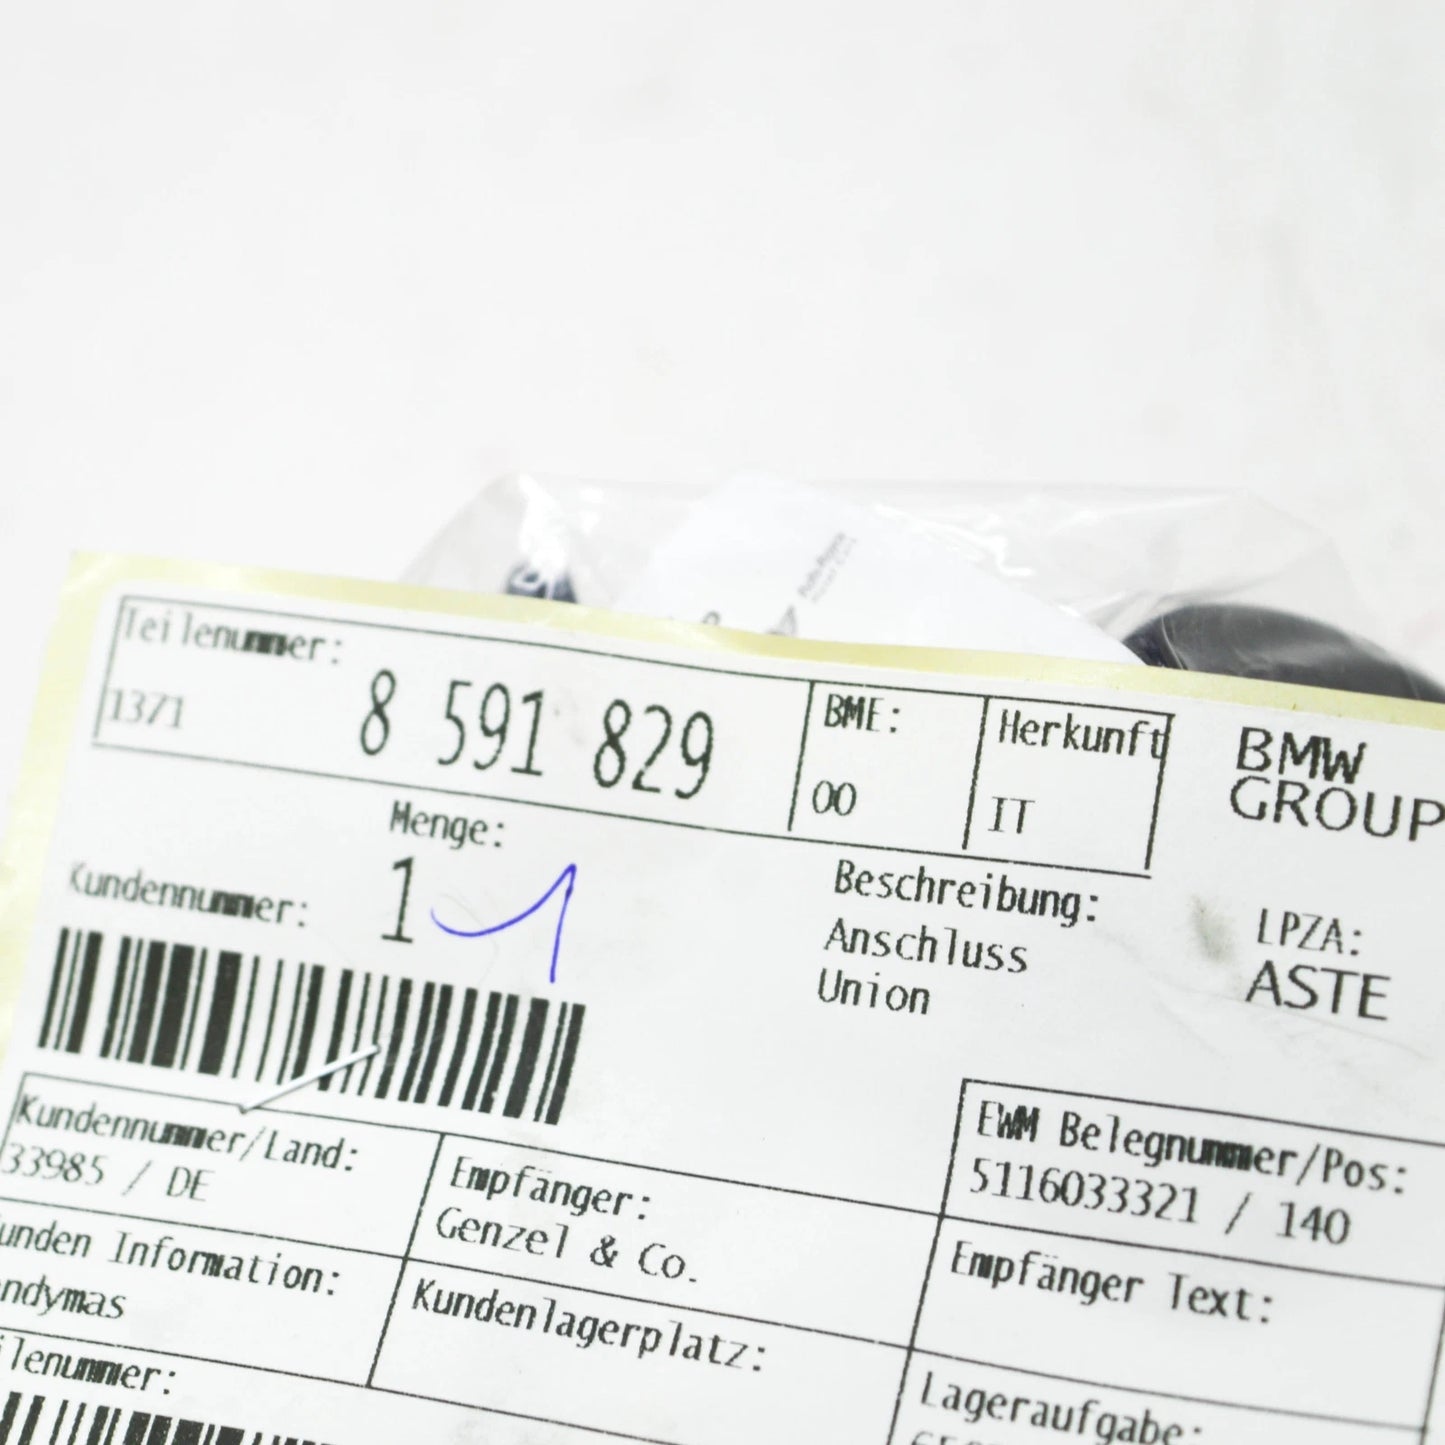 Teilenummer:
1371 8 591 829
BME:
00
Herkunft
IT
BMW
GROUP
Menge:
1
Kundennummer:
Beschreibung:
Anschluss
Union
LPZA:
ASTE
Kundennummer/Land:
33985 / DE
Empfänger:
Genzel & Co.
EWM Belegnummer/Pos:
5116033321 / 140
unden Information:
ndymas
Kundenlagerplatz:
Empfänger Text:
ilenummer:
Lageraufgabe: